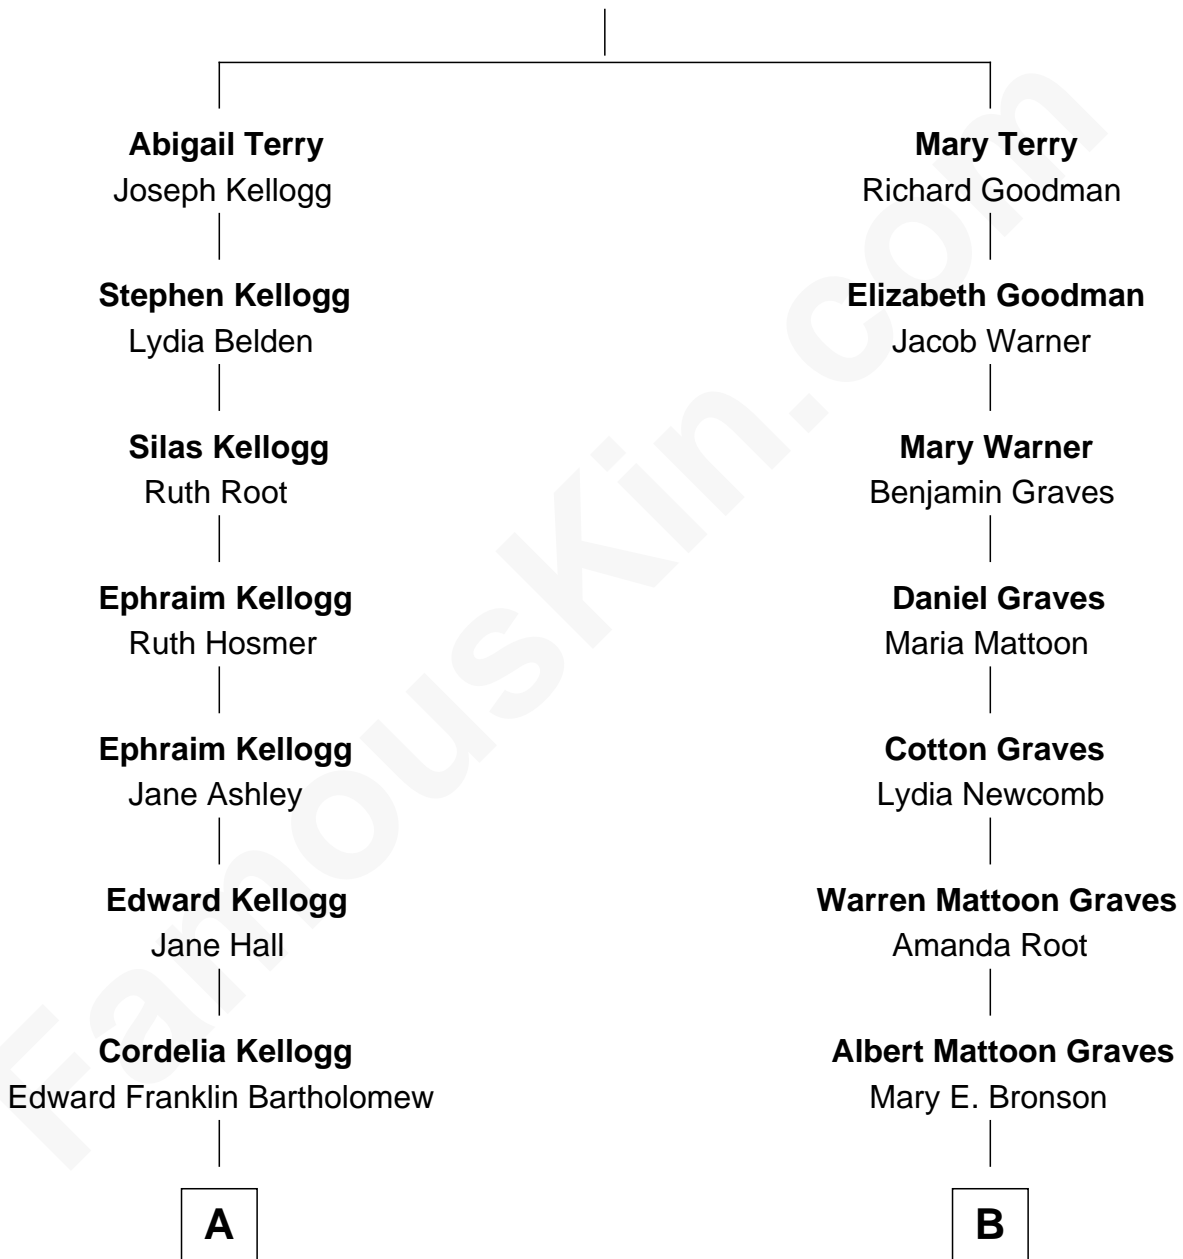 Abigail Terry
Joseph Kellogg
Stephen Kellogg
Lydia Belden
Silas Kellogg
Ruth Root
Ephraim Kellogg
Ruth Hosmer
Ephraim Kellogg
Jane Ashley
Edward Kellogg
Jane Hall
Cordelia Kellogg
Edward Franklin Bartholomew
A
Mary Terry
Richard Goodman
Elizabeth Goodman
Jacob Warner
Mary Warner
Benjamin Graves
Daniel Graves
Maria Mattoon
Cotton Graves
Lydia Newcomb
Warren Mattoon Graves
Amanda Root
Albert Mattoon Graves
Mary E. Bronson
B
FamousKin.com